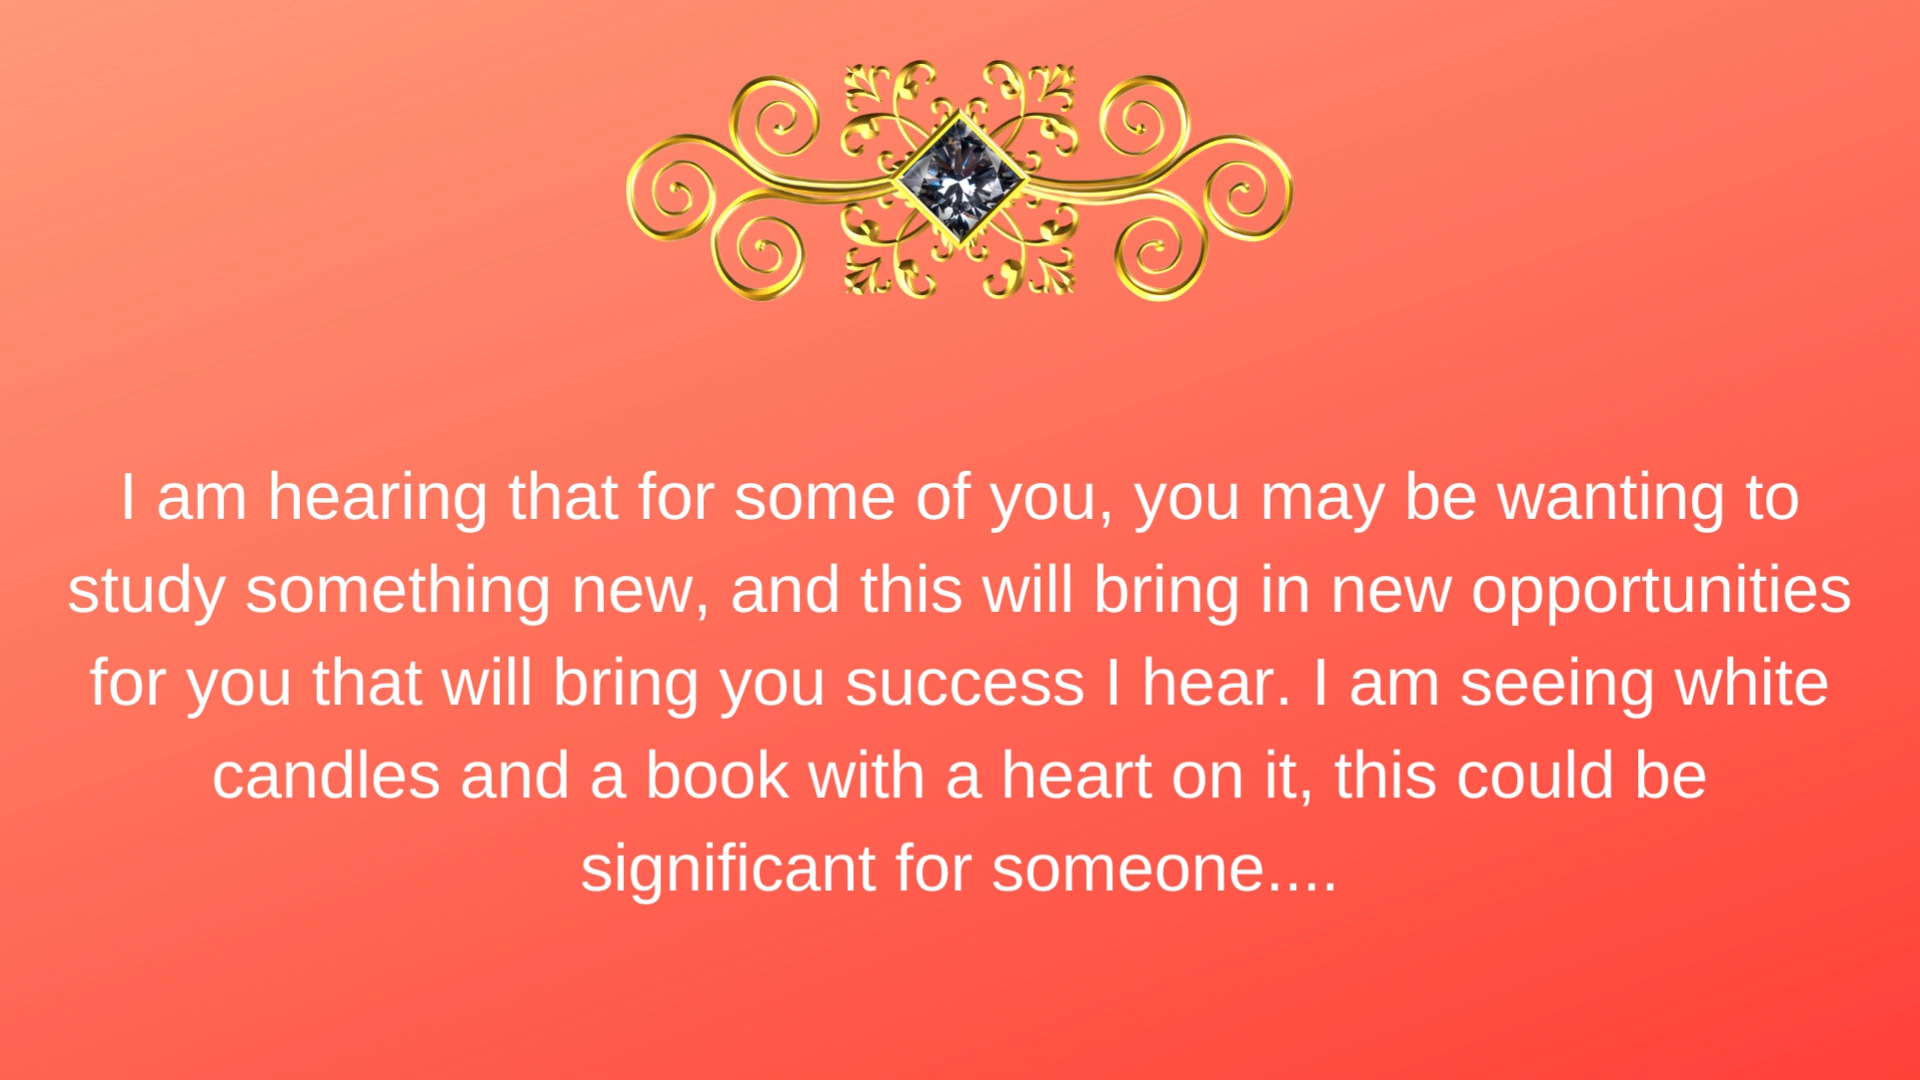 I am hearing that for some of you, you may be wanting to
study something new, and this will bring in new opportunities
for you that will bring you success I hear. I am seeing white
candles and a book with a heart on it, this could be
significant for someone....